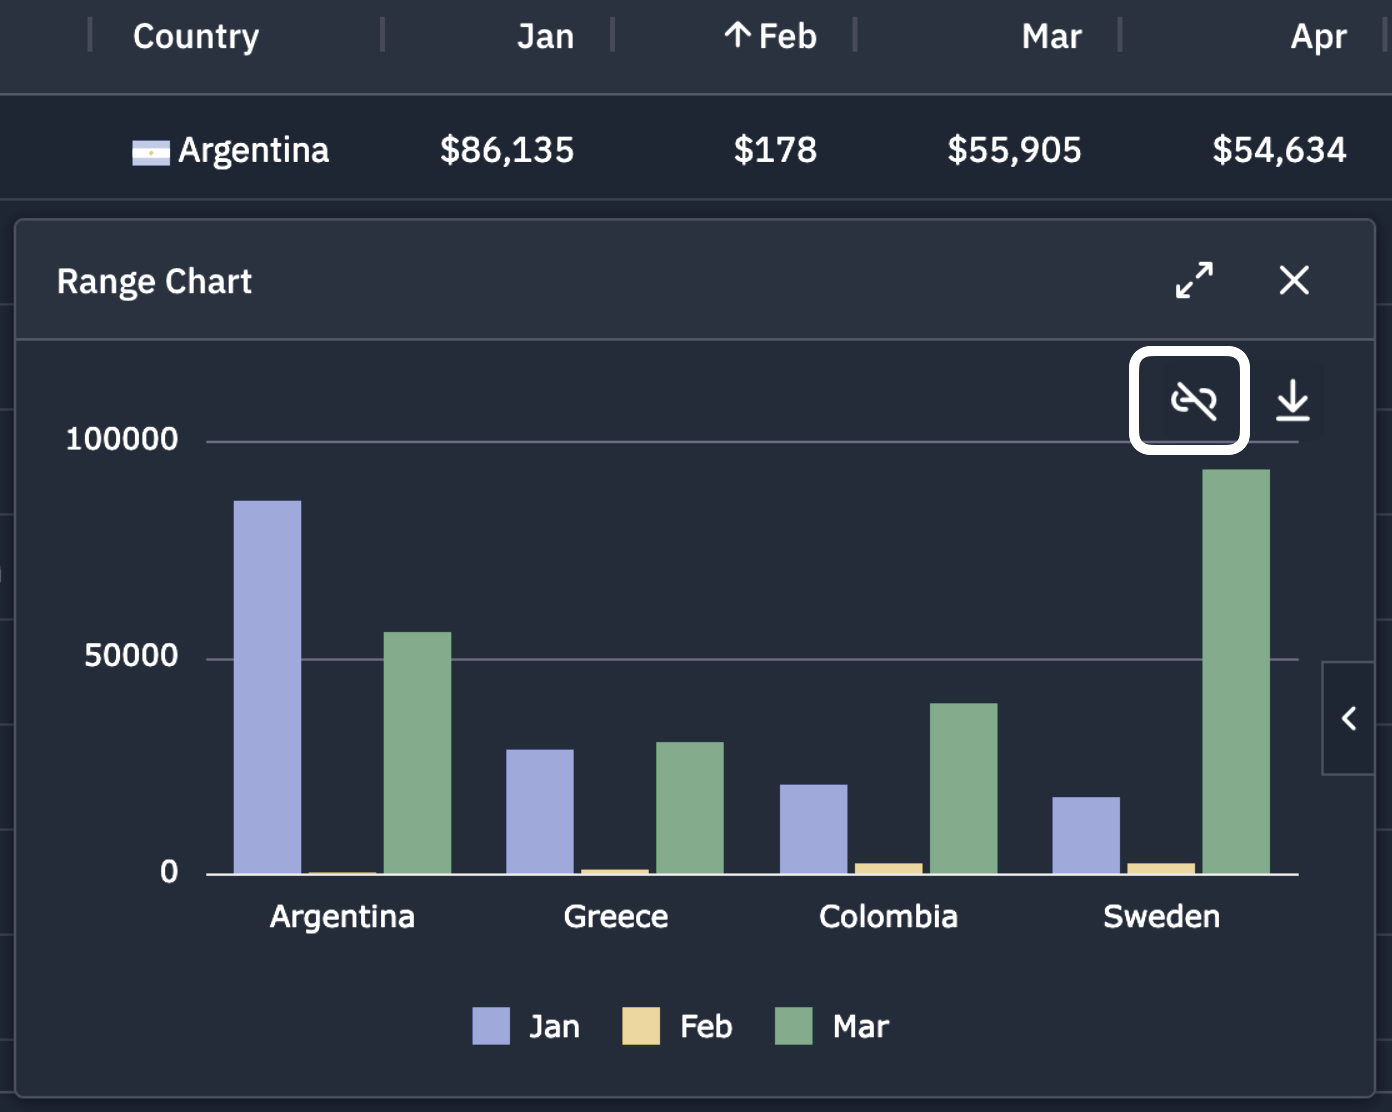 Country Jan Feb Mar Apr
Argentina $86,135 $178 $55,905 $54,634
Range Chart
100000
50000
0
Argentina Greece Colombia Sweden
Jan Feb Mar